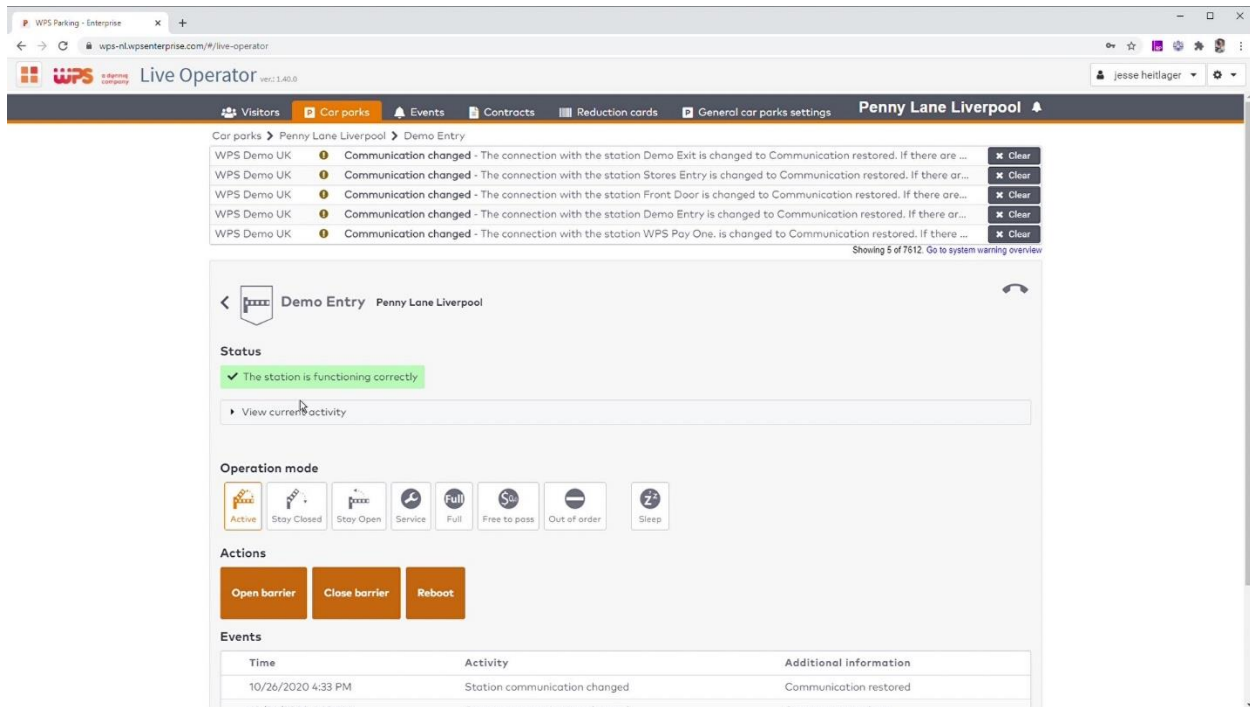 WPS Parking - Enterprise
wps-nl.wpsenterprise.com/#/live-operator
WPS a dormis company Live Operator ver.: 1.40.0
jesse heitlager
Visitors Car parks Events Contracts Reduction cards General car parks settings Penny Lane Liverpool
Car parks Penny Lane Liverpool Demo Entry
WPS Demo UK Communication changed - The connection with the station Demo Exit is changed to Communication restored. If there are ... Clear
WPS Demo UK Communication changed - The connection with the station Stores Entry is changed to Communication restored. If there ar... Clear
WPS Demo UK Communication changed - The connection with the station Front Door is changed to Communication restored. If there are... Clear
WPS Demo UK Communication changed - The connection with the station Demo Entry is changed to Communication restored. If there ar... Clear
WPS Demo UK Communication changed - The connection with the station WPS Pay One. is changed to Communication restored. If there ... Clear
Showing 5 of 7612. Go to system warning overview
Demo Entry Penny Lane Liverpool
Status
The station is functioning correctly
View current activity
Operation mode
Full
Active Stay Closed Stay Open Service Full Free to pass Out of order Sleep
Actions
Open barrier Close barrier Reboot
Events
Time Activity Additional information
10/26/2020 4:33 PM Station communication changed Communication restored